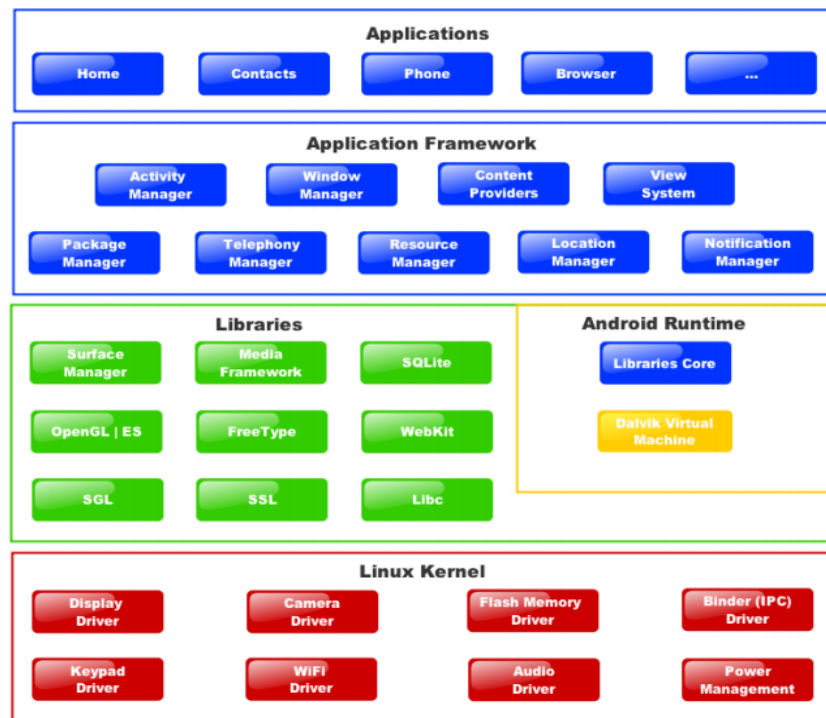 Applications
Home
Contacts
Phone
Browser
...
Application Framework
Activity
Manager
Window
Manager
Content
Providers
View
System
Package
Manager
Telephony
Manager
Resource
Manager
Location
Manager
Notification
Manager
Libraries
Surface
Manager
Media
Framework
SQLite
OpenGL | ES
FreeType
WebKit
SGL
SSL
Libc
Android Runtime
Libraries Core
Dalvik Virtual
Machine
Linux Kernel
Display
Driver
Camera
Driver
Flash Memory
Driver
Binder (IPC)
Driver
Keypad
Driver
WiFi
Driver
Audio
Driver
Power
Management